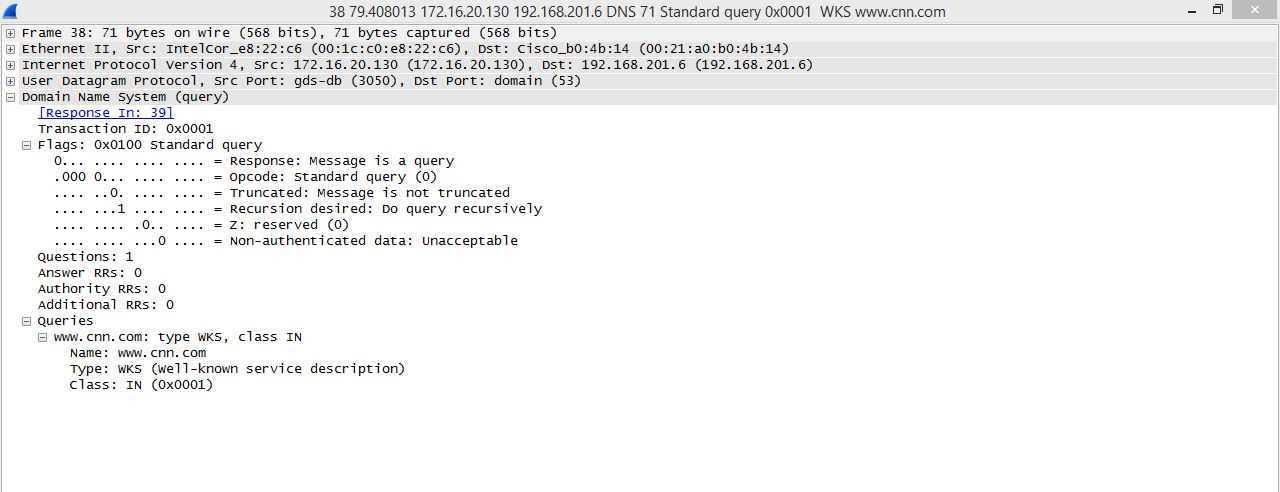 38 79.408013 172.16.20.130 192.168.201.6 DNS 71 Standard query 0x0001 WKS www.cnn.com
Frame 38: 71 bytes on wire (568 bits), 71 bytes captured (568 bits)
Ethernet II, Src: IntelCor_e8:22:c6 (00:1c:c0:e8:22:c6), Dst: Cisco_b0:4b:14 (00:21:a0:b0:4b:14)
Internet Protocol Version 4, Src: 172.16.20.130 (172.16.20.130), Dst: 192.168.201.6 (192.168.201.6)
User Datagram Protocol, Src Port: gds-db (3050), Dst Port: domain (53)
Domain Name System (query)
[Response In: 39]
Transaction ID: 0x0001
Flags: 0x0100 Standard query
0... .... .... .... = Response: Message is a query
.000 0... .... .... = Opcode: Standard query (0)
.... ..0. .... .... = Truncated: Message is not truncated
.... ...1 .... .... = Recursion desired: Do query recursively
.... .... .0.. .... = Z: reserved (0)
.... .... ...0 .... = Non-authenticated data: Unacceptable
Questions: 1
Answer RRs: 0
Authority RRs: 0
Additional RRs: 0
Queries
www.cnn.com: type WKS, class IN
Name: www.cnn.com
Type: WKS (Well-known service description)
Class: IN (0x0001)